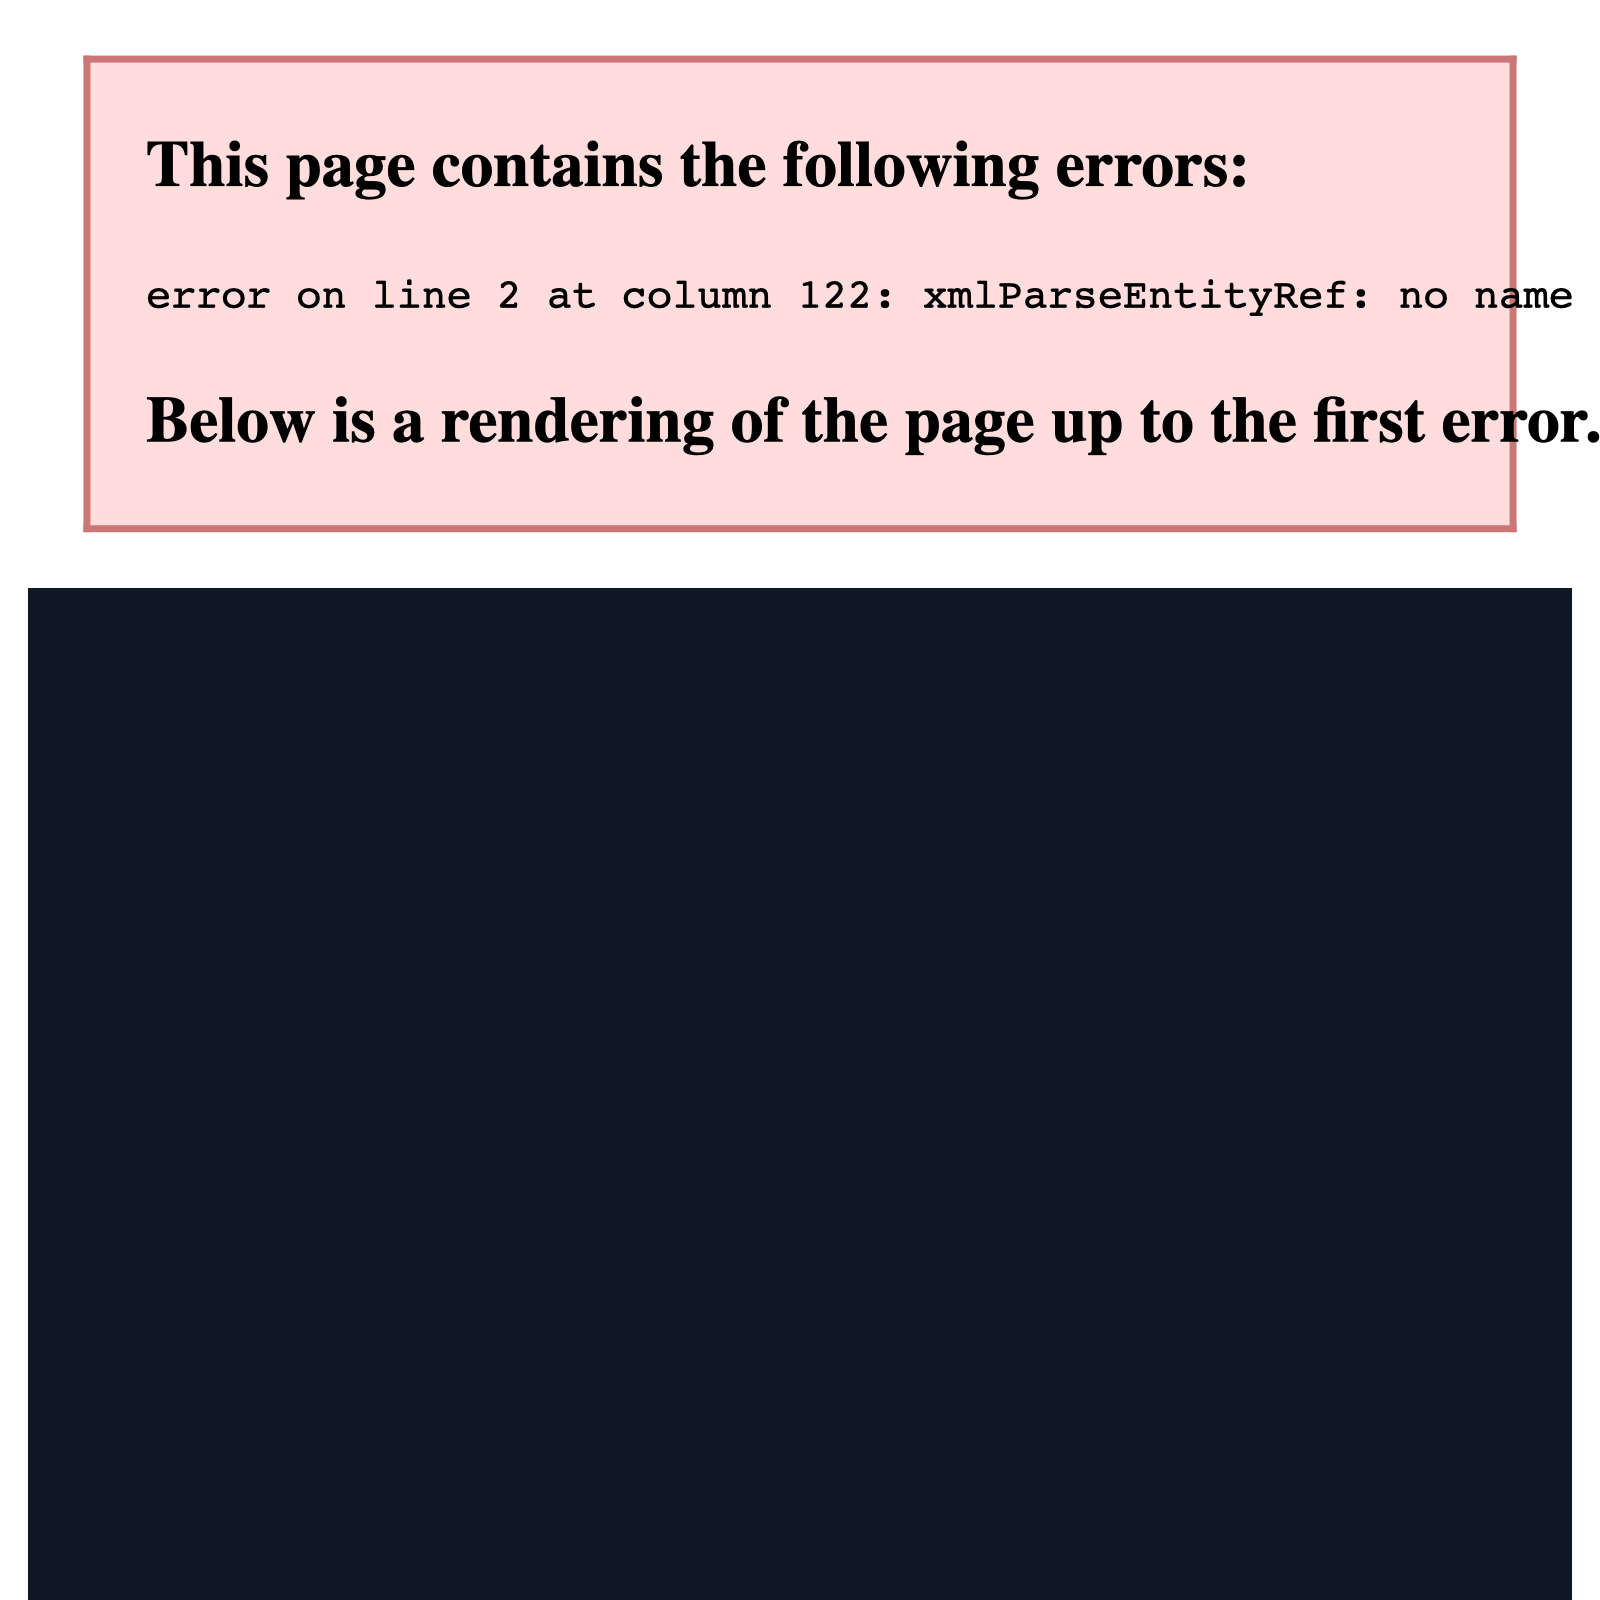 This page contains the following errors:
error on line 2 at column 122: xmlParseEntityRef: no name
Below is a rendering of the page up to the first error.